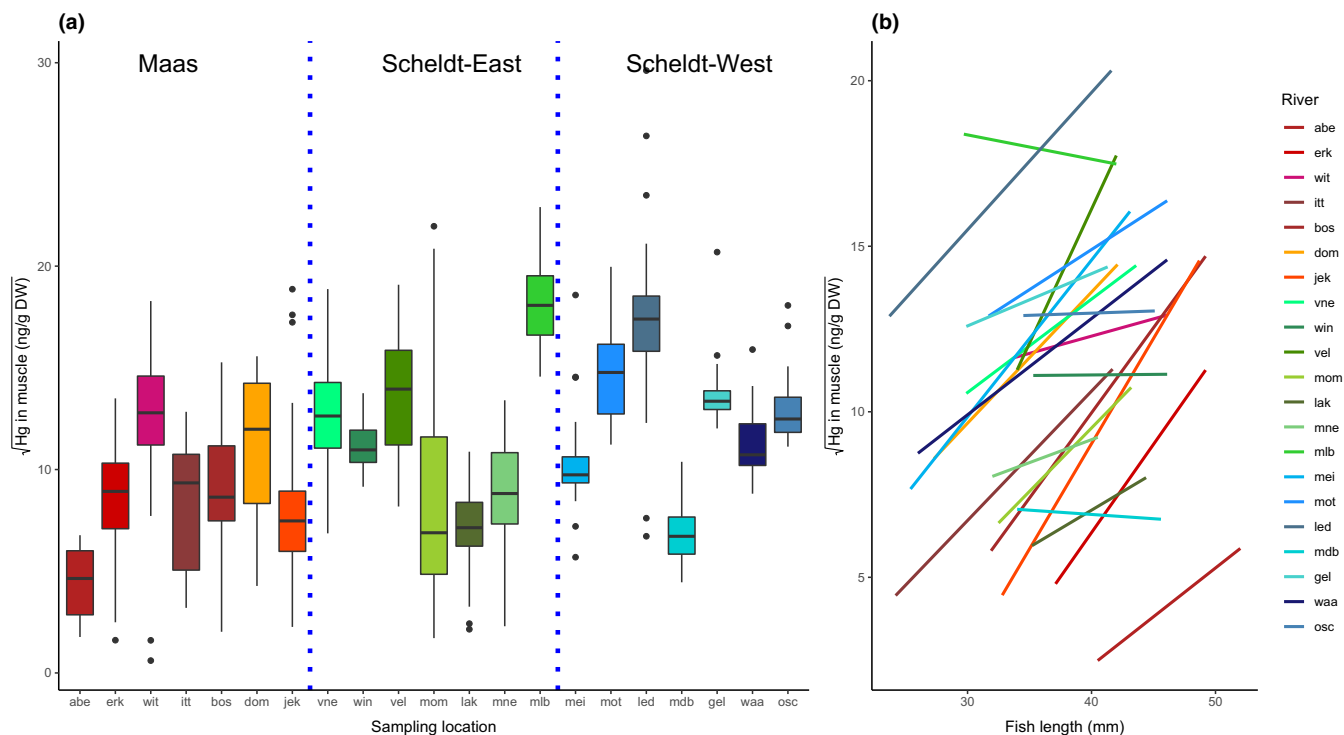 (a)
Maas
Scheldt-East
Scheldt-West
30
20
10
0
√Hg in muscle (ng/g DW)
abe erk wit itt bos dom jek vne win vel mom lak mne mlb mei mot led mdb gel waa osc
Sampling location
(b)
20
15
10
5
√Hg in muscle (ng/g DW)
30 40 50
Fish length (mm)
River
abe
erk
wit
itt
bos
dom
jek
vne
win
vel
mom
lak
mne
mlb
mei
mot
led
mdb
gel
waa
osc